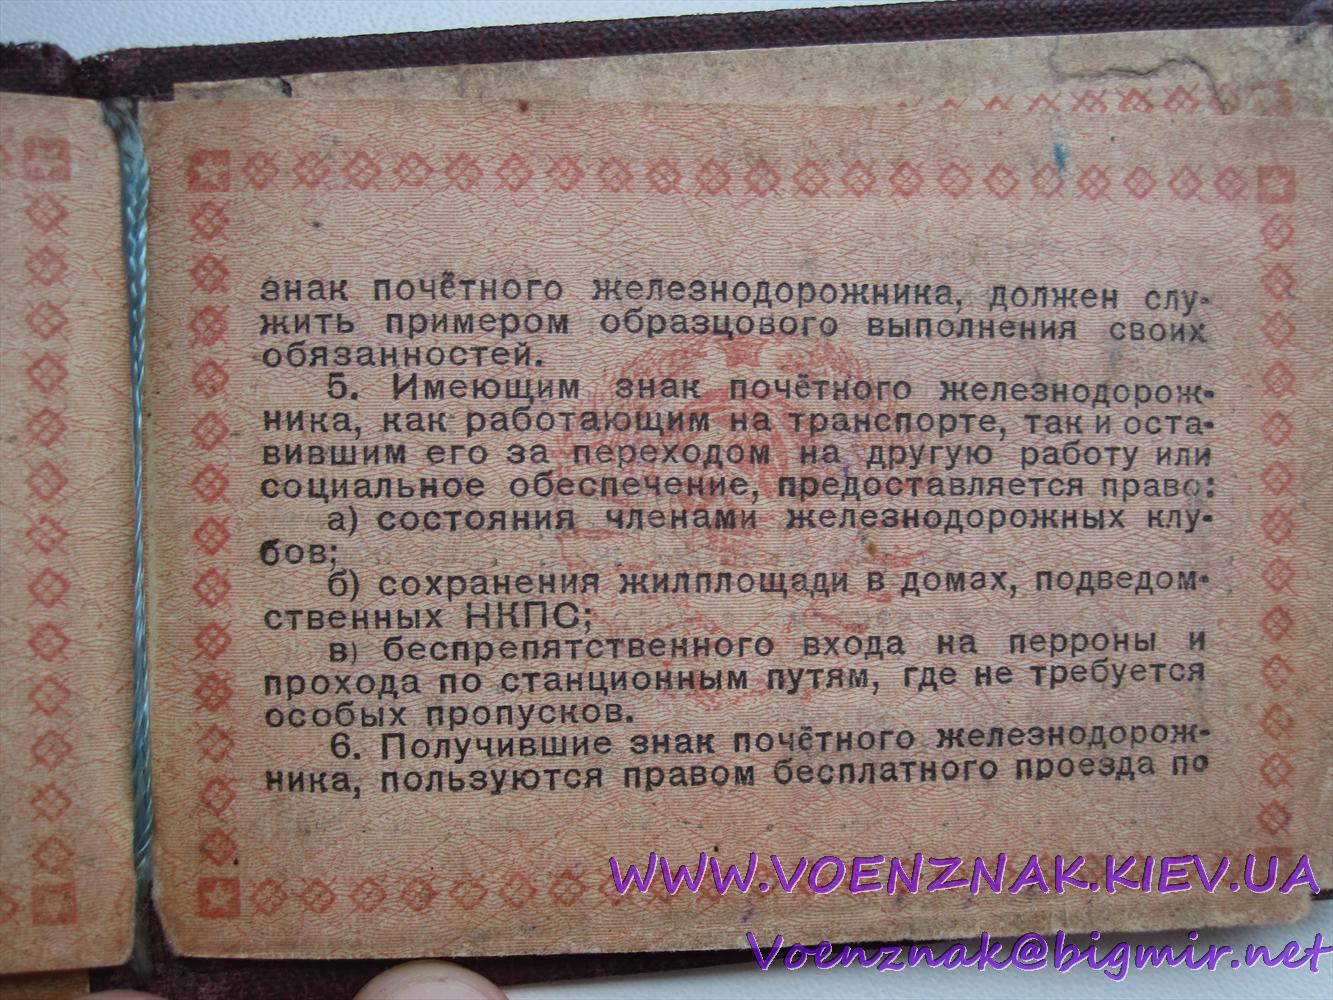 знак почётного железнодорожника, должен слу-
жить примером образцового выполнения своих
обязанностей.
5. Имеющим знак почётного железнодорож-
ника, как работающим на транспорте, так и оста-
вившим его за переходом на другую работу или
социальное обеспечение, предоставляется право:
а) состояния членами железнодорожных клу-
бов;
б) сохранения жилплощади в домах, подведом-
ственных НКПС;
в) беспрепятственного входа на перроны и
прохода по станционным путям, где не требуется
особых пропусков.
6. Получившие знак почётного железнодорож-
ника, пользуются правом бесплатного проезда по
WWW.VOENZNAK.KIEV.UA
Voenznak@bigmir.net